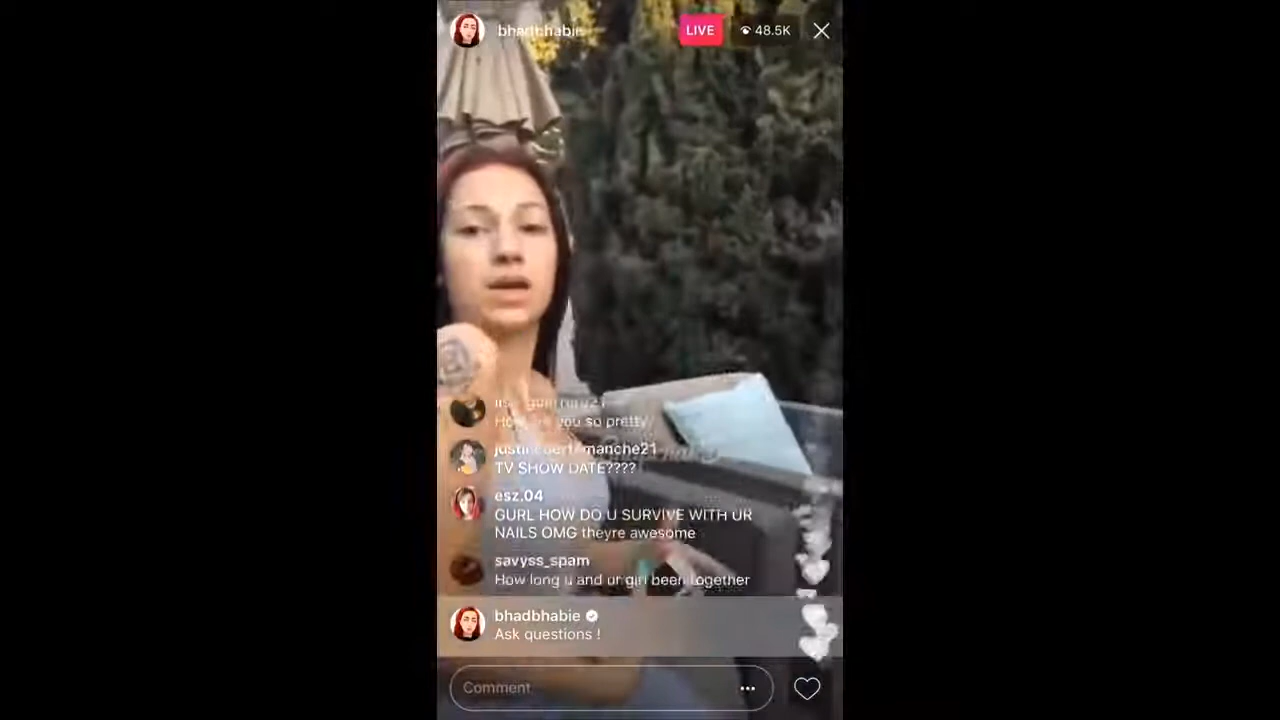 bhadbhabie
LIVE
48.5K
you so pretty
TV SHOW DATE????
esz.04
GURL HOW DO U SURVIVE WITH UR
NAILS OMG theyre awesome
savyss_spam
How long u and ur girl been together
bhadbhabie
Ask questions !
Comment